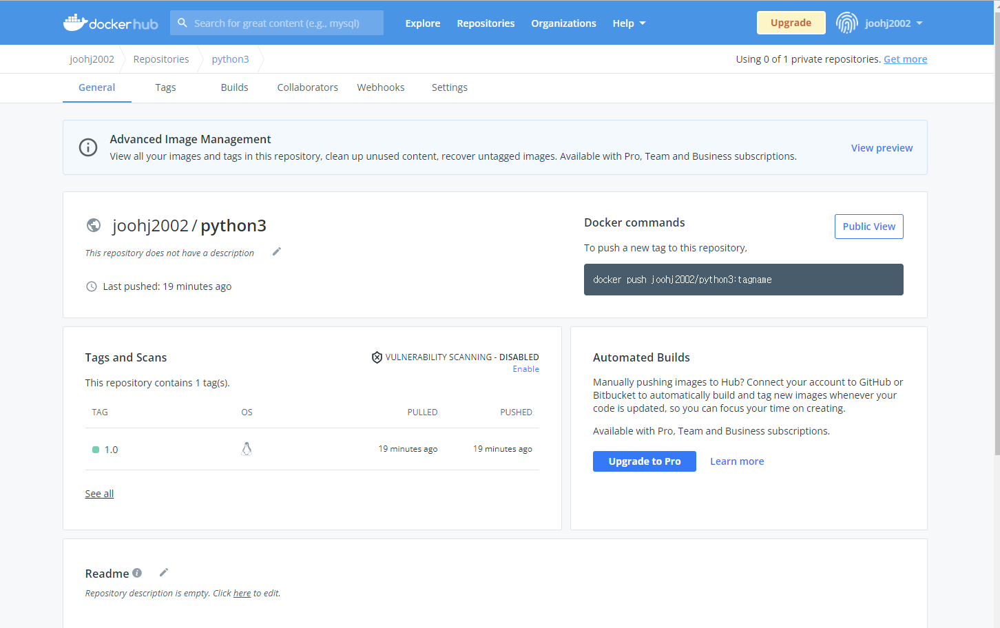 dockerhub
Search for great content (e.g., mysql)
Explore
Repositories
Organizations
Help
Upgrade
joohj2002
joohj2002
Repositories
python3
Using 0 of 1 private repositories. Get more
General
Tags
Builds
Collaborators
Webhooks
Settings
Advanced Image Management
View all your images and tags in this repository, clean up unused content, recover untagged images. Available with Pro, Team and Business subscriptions.
View preview
joohj2002 / python3
This repository does not have a description
Last pushed: 19 minutes ago
Docker commands
Public View
To push a new tag to this repository,
docker push joohj2002/python3:tagname
Tags and Scans
VULNERABILITY SCANNING - DISABLED
Enable
This repository contains 1 tag(s).
TAG OS PULLED PUSHED
1.0 19 minutes ago 19 minutes ago
See all
Automated Builds
Manually pushing images to Hub? Connect your account to GitHub or
Bitbucket to automatically build and tag new images whenever your
code is updated, so you can focus your time on creating.
Available with Pro, Team and Business subscriptions.
Upgrade to Pro
Learn more
Readme
Repository description is empty. Click here to edit.